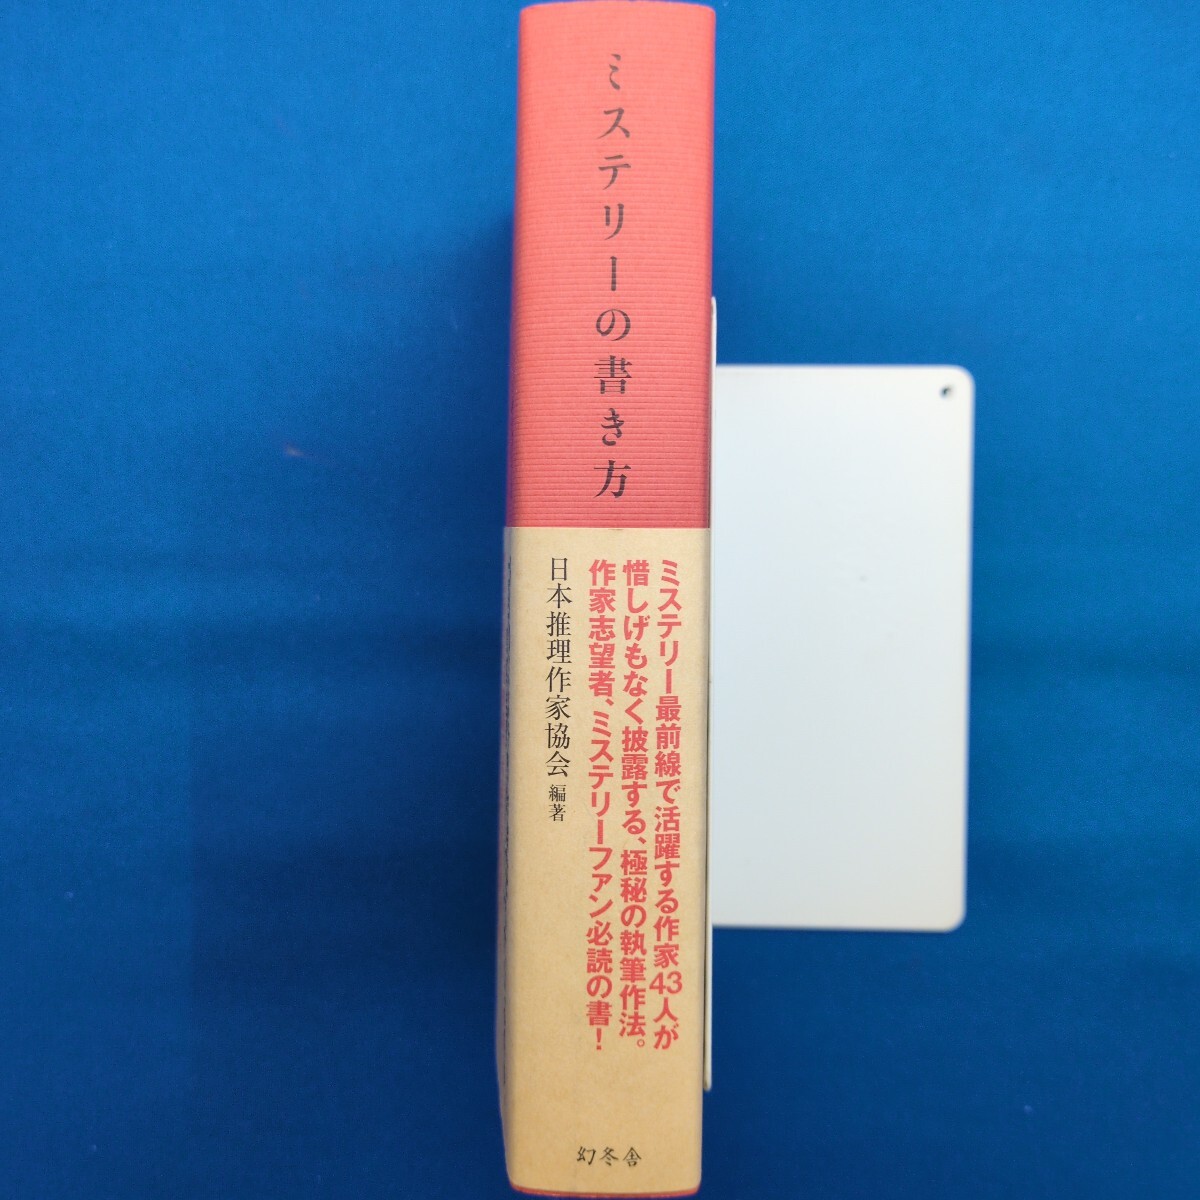 ミステリーの書き方
ミステリー最前線で活躍する作家43人が
惜しげもなく披露する、極秘の執筆作法。
作家志望者、ミステリーファン必読の書!
日本推理作家協会 編著
幻冬舎